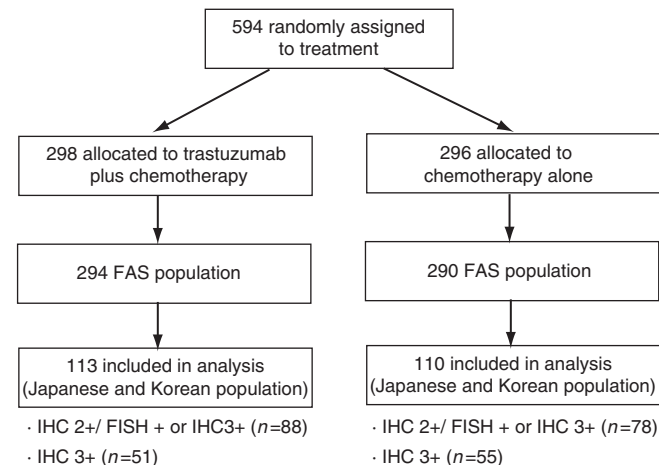 594 randomly assigned
to treatment
298 allocated to trastuzumab
plus chemotherapy
296 allocated to
chemotherapy alone
294 FAS population
290 FAS population
113 included in analysis
(Japanese and Korean population)
110 included in analysis
(Japanese and Korean population)
· IHC 2+/ FISH + or IHC3+ (n=88)
· IHC 3+ (n=51)
· IHC 2+/ FISH + or IHC 3+ (n=78)
· IHC 3+ (n=55)